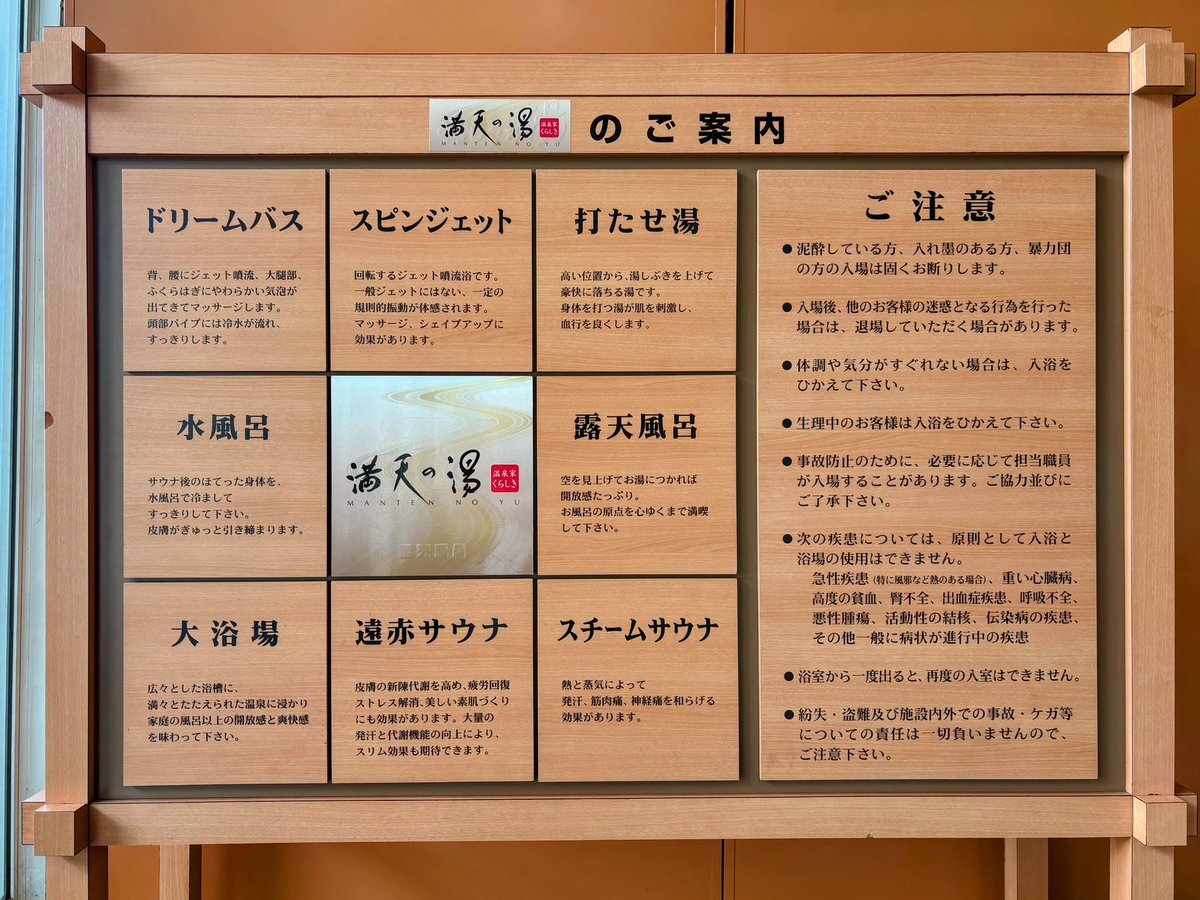 満天の湯 温泉家 くらしき のご案内
MANTEN NO YU
ドリームバス
背、腰にジェット噴流、大腿部、
ふくらはぎにやわらかい気泡が
出てきてマッサージします。
頭部パイプには冷水が流れ、
すっきりします。
スピンジェット
回転するジェット噴流浴です。
一般ジェットにはない、一定の
規則的振動が体感されます。
マッサージ、シェイプアップに
効果があります。
打たせ湯
高い位置から、湯しぶきを上げて
豪快に落ちる湯です。
身体を打つ湯が肌を刺激し、
血行を良くします。
水風呂
サウナ後のほてった身体を、
水風呂で冷まして
すっきりして下さい。
皮膚がぎゅっと引き締まります。
満天の湯 温泉家 くらしき
MANTEN NO YU
露天風呂
空を見上げてお湯につかれば
開放感たっぷり。
お風呂の原点を心ゆくまで満喫
して下さい。
大浴場
広々とした浴槽に、
満々とたたえられた温泉に浸かり
家庭の風呂以上の開放感と爽快感
を味わって下さい。
遠赤サウナ
皮膚の新陳代謝を高め、疲労回復
ストレス解消、美しい素肌づくり
にも効果があります。大量の
発汗と代謝機能の向上により、
スリム効果も期待できます。
スチームサウナ
熱と蒸気によって
発汗、筋肉痛、神経痛を和らげる
効果があります。
ご注意
●泥酔している方、入れ墨のある方、暴力団
の方の入場は固くお断りします。
●入場後、他のお客様の迷惑となる行為を行った
場合は、退場していただく場合があります。
●体調や気分がすぐれない場合は、入浴を
ひかえて下さい。
●生理中のお客様は入浴をひかえて下さい。
●事故防止のために、必要に応じて担当職員
が入場することがあります。ご協力並びに
ご了承下さい。
●次の疾患については、原則として入浴と
浴場の使用はできません。
急性疾患（特に風邪など熱のある場合）、重い心臓病、
高度の貧血、腎不全、出血症疾患、呼吸不全、
悪性腫瘍、活動性の結核、伝染病の疾患、
その他一般に病状が進行中の疾患
●浴室から一度出ると、再度の入室はできません。
●紛失・盗難及び施設内外での事故・ケガ等
についての責任は一切負いませんので、
ご注意下さい。